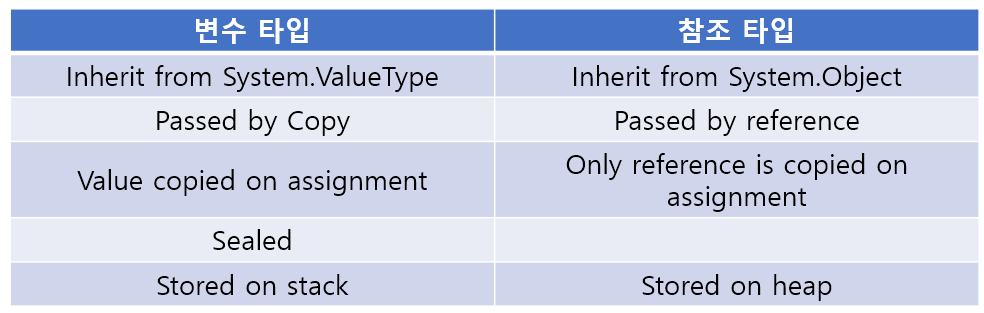 변수 타입
참조 타입
Inherit from System.ValueType
Inherit from System.Object
Passed by Copy
Passed by reference
Value copied on assignment
Only reference is copied on
assignment
Sealed
Stored on stack
Stored on heap